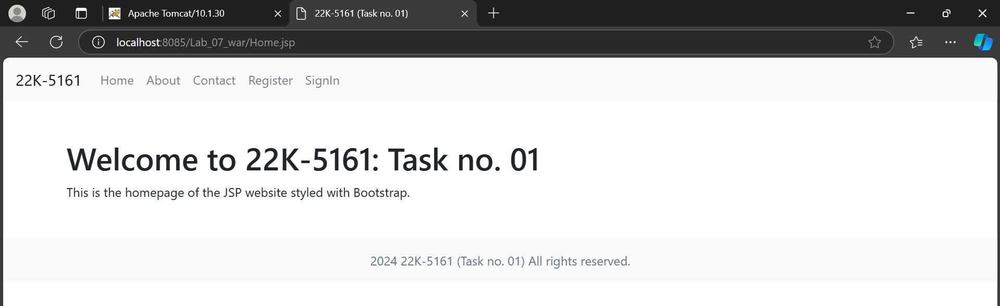 Apache Tomcat/10.1.30
22K-5161 (Task no. 01)
localhost:8085/Lab_07_war/Home.jsp
22K-5161 Home About Contact Register SignIn
Welcome to 22K-5161: Task no. 01
This is the homepage of the JSP website styled with Bootstrap.
2024 22K-5161 (Task no. 01) All rights reserved.